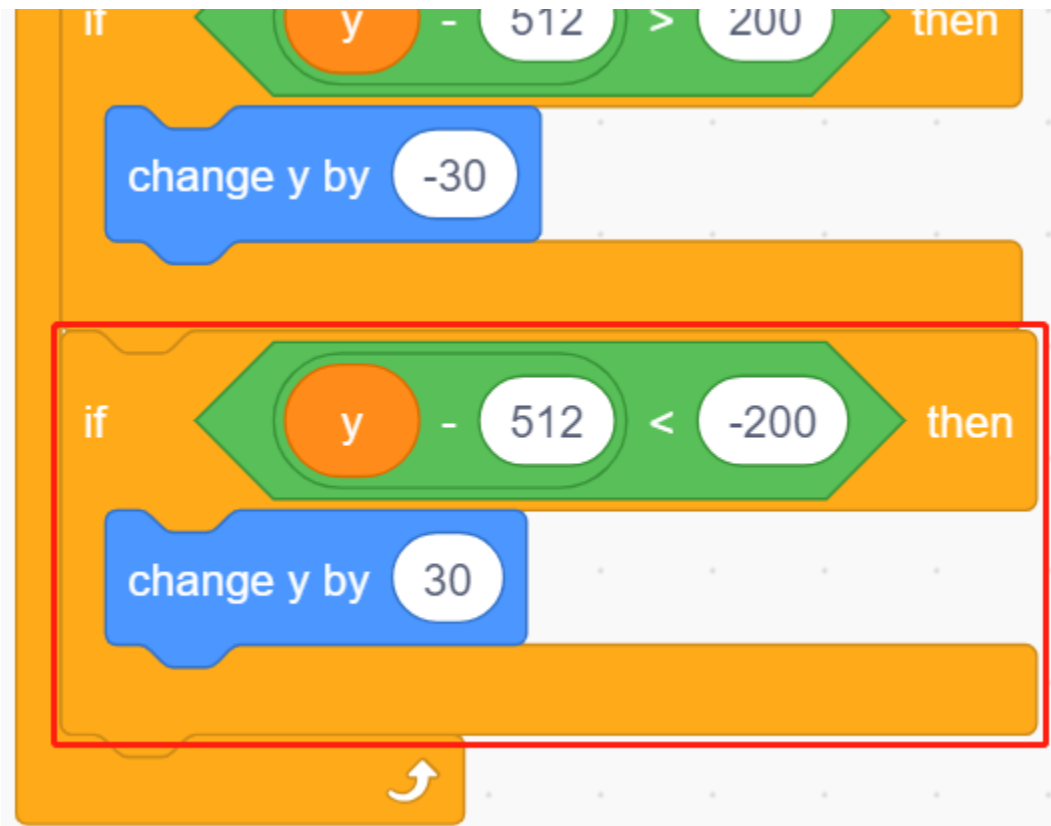 if y - 512 > 200 then
change y by -30
if y - 512 < -200 then
change y by 30